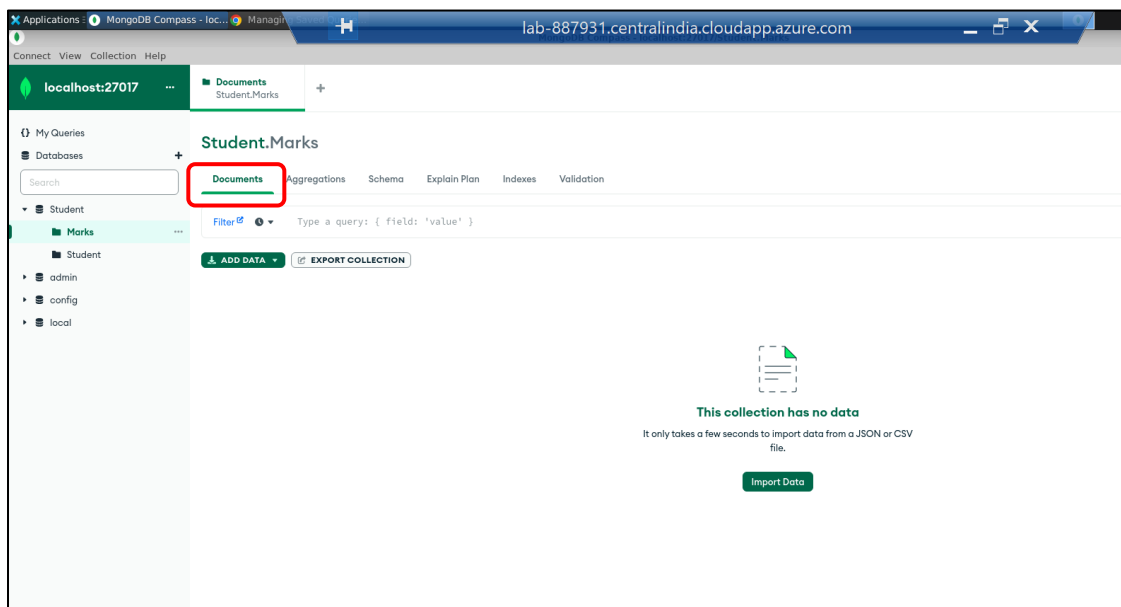 Applications
MongoDB Compass - loc...
Managin
lab-887931.centralindia.cloudapp.azure.com
Connect View Collection Help
localhost:27017
Documents
Student.Marks
My Queries
Databases
Search
Student
Marks
Student
admin
config
local
Student.Marks
Documents Aggregations Schema Explain Plan Indexes Validation
Filter Type a query: { field: 'value' }
ADD DATA EXPORT COLLECTION
This collection has no data
It only takes a few seconds to import data from a JSON or CSV
file.
Import Data